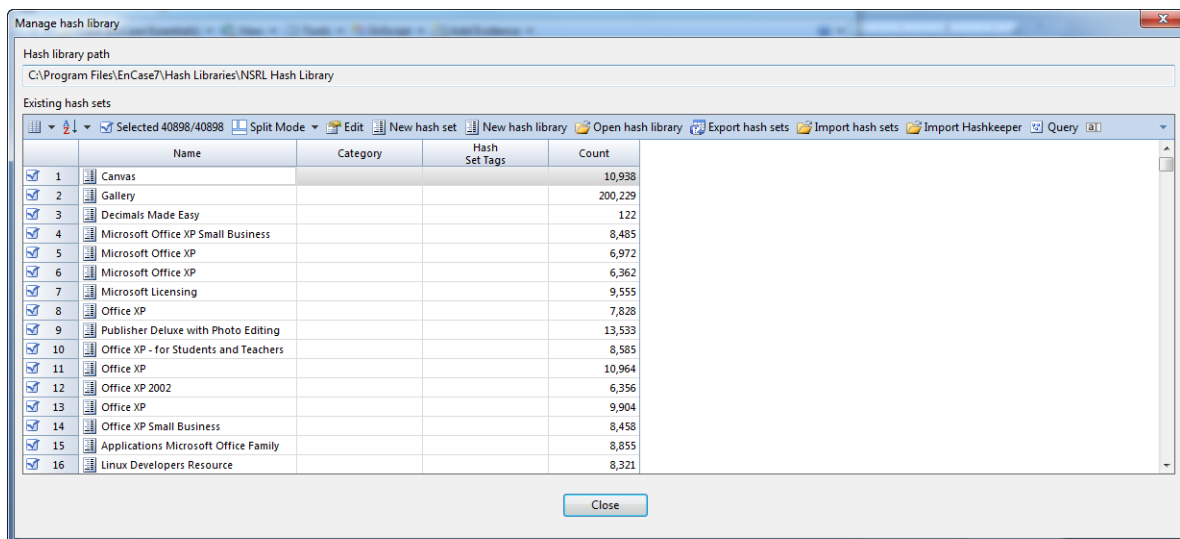 Manage hash library
Hash library path
C:\Program Files\EnCase7\Hash Libraries\NSRL Hash Library
Existing hash sets
Selected 40898/40898 Split Mode Edit New hash set New hash library Open hash library Export hash sets Import hash sets Import Hashkeeper Query
Name Category Hash Set Tags Count
1 Canvas 10,938
2 Gallery 200,229
3 Decimals Made Easy 122
4 Microsoft Office XP Small Business 8,485
5 Microsoft Office XP 6,972
6 Microsoft Office XP 6,362
7 Microsoft Licensing 9,555
8 Office XP 7,828
9 Publisher Deluxe with Photo Editing 13,533
10 Office XP - for Students and Teachers 8,585
11 Office XP 10,964
12 Office XP 2002 6,356
13 Office XP 9,904
14 Office XP Small Business 8,458
15 Applications Microsoft Office Family 8,855
16 Linux Developers Resource 8,321
Close